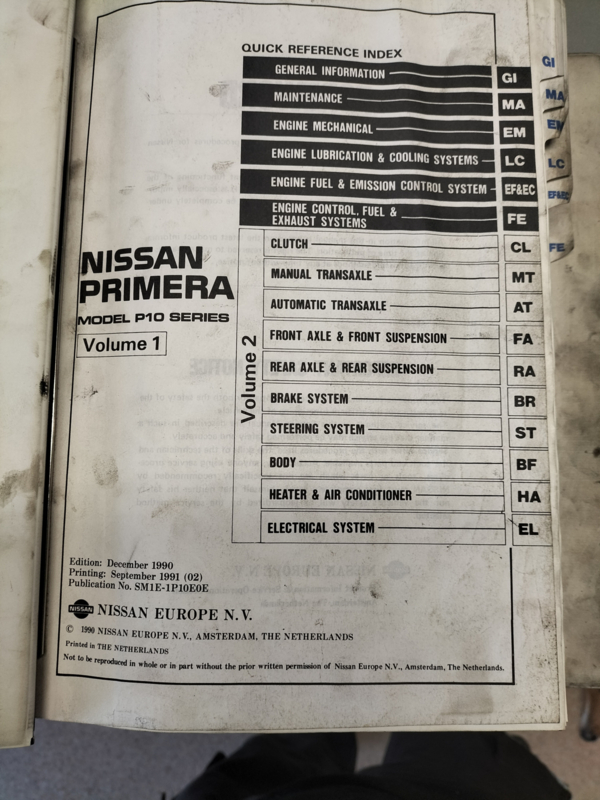 QUICK REFERENCE INDEX
GENERAL INFORMATION GI
MAINTENANCE MA
ENGINE MECHANICAL EM
ENGINE LUBRICATION & COOLING SYSTEMS LC
ENGINE FUEL & EMISSION CONTROL SYSTEM EF&EC
ENGINE CONTROL, FUEL &
EXHAUST SYSTEMS FE
NISSAN
PRIMERA
MODEL P10 SERIES
Volume 1
Volume 2
CLUTCH CL
MANUAL TRANSAXLE MT
AUTOMATIC TRANSAXLE AT
FRONT AXLE & FRONT SUSPENSION FA
REAR AXLE & REAR SUSPENSION RA
BRAKE SYSTEM BR
STEERING SYSTEM ST
BODY BF
HEATER & AIR CONDITIONER HA
ELECTRICAL SYSTEM EL
Edition: December 1990
Printing: September 1991 (02)
Publication No. SM1E-1P10E0E
NISSAN NISSAN EUROPE N.V.
© 1990 NISSAN EUROPE N.V., AMSTERDAM, THE NETHERLANDS
Printed in THE NETHERLANDS
Not to be reproduced in whole or in part without the prior written permission of Nissan Europe N.V., Amsterdam, The Netherlands.
GI
MA
EM
LC
EF&EC
FE